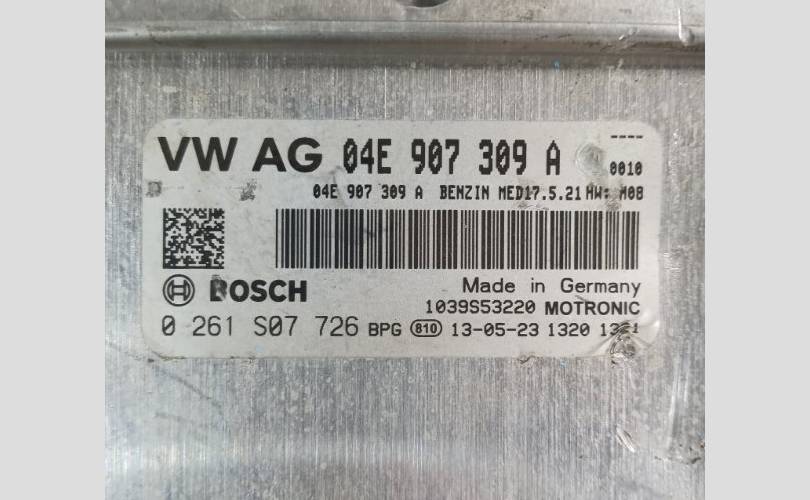 ----
VW AG 04E 907 309 A 0010
04E 907 309 A BENZIN MED17.5.21 HW: H08
BOSCH Made in Germany
1039S53220 MOTRONIC
0 261 S07 726 BPG 810 13-05-23 1320